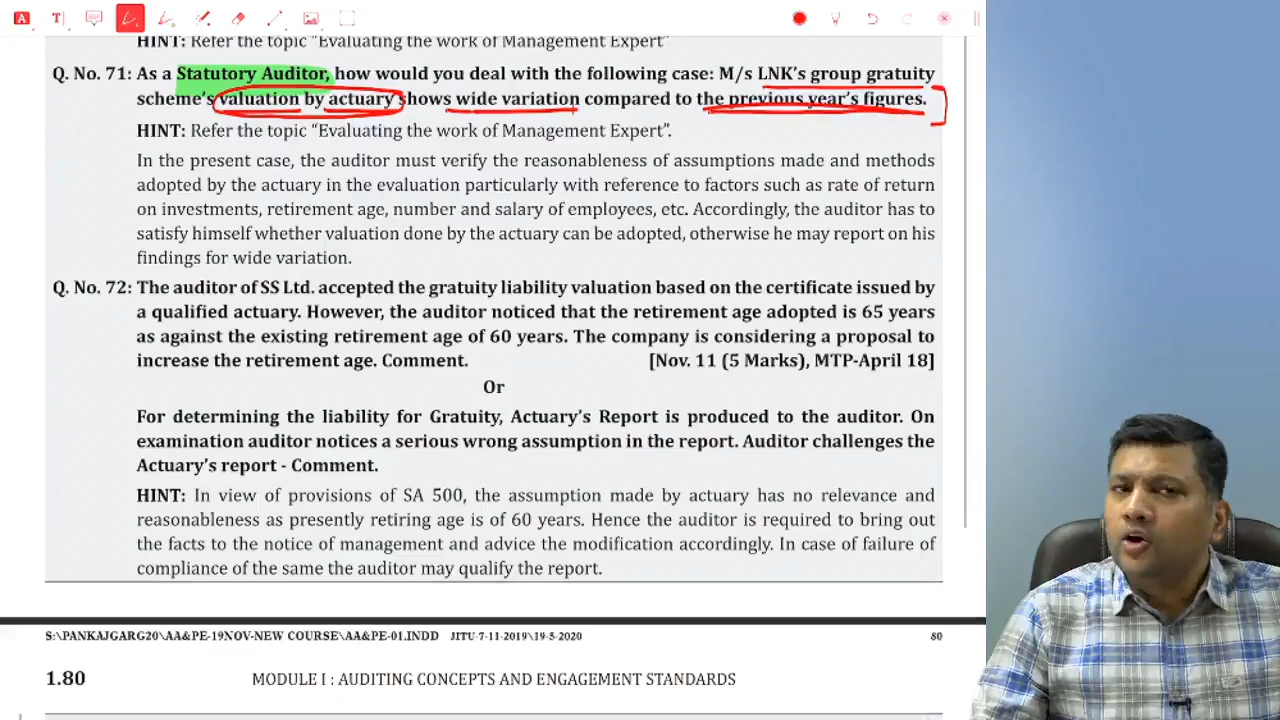 A T
HINT: Refer the topic “Evaluating the work of Management Expert”
Q. No. 71: As a Statutory Auditor, how would you deal with the following case: M/s LNK’s group gratuity
scheme’s valuation by actuary shows wide variation compared to the previous year’s figures.
HINT: Refer the topic “Evaluating the work of Management Expert”.
In the present case, the auditor must verify the reasonableness of assumptions made and methods
adopted by the actuary in the evaluation particularly with reference to factors such as rate of return
on investments, retirement age, number and salary of employees, etc. Accordingly, the auditor has to
satisfy himself whether valuation done by the actuary can be adopted, otherwise he may report on his
findings for wide variation.
Q. No. 72: The auditor of SS Ltd. accepted the gratuity liability valuation based on the certificate issued by
a qualified actuary. However, the auditor noticed that the retirement age adopted is 65 years
as against the existing retirement age of 60 years. The company is considering a proposal to
increase the retirement age. Comment. [Nov. 11 (5 Marks), MTP-April 18]
Or
For determining the liability for Gratuity, Actuary’s Report is produced to the auditor. On
examination auditor notices a serious wrong assumption in the report. Auditor challenges the
Actuary’s report - Comment.
HINT: In view of provisions of SA 500, the assumption made by actuary has no relevance and
reasonableness as presently retiring age is of 60 years. Hence the auditor is required to bring out
the facts to the notice of management and advice the modification accordingly. In case of failure of
compliance of the same the auditor may qualify the report.
S:\PANKAJGARG20\AA&PE-19NOV-NEW COURSE\AA&PE-01.INDD JITU-7-11-2019\19-5-2020 80
1.80 MODULE I : AUDITING CONCEPTS AND ENGAGEMENT STANDARDS